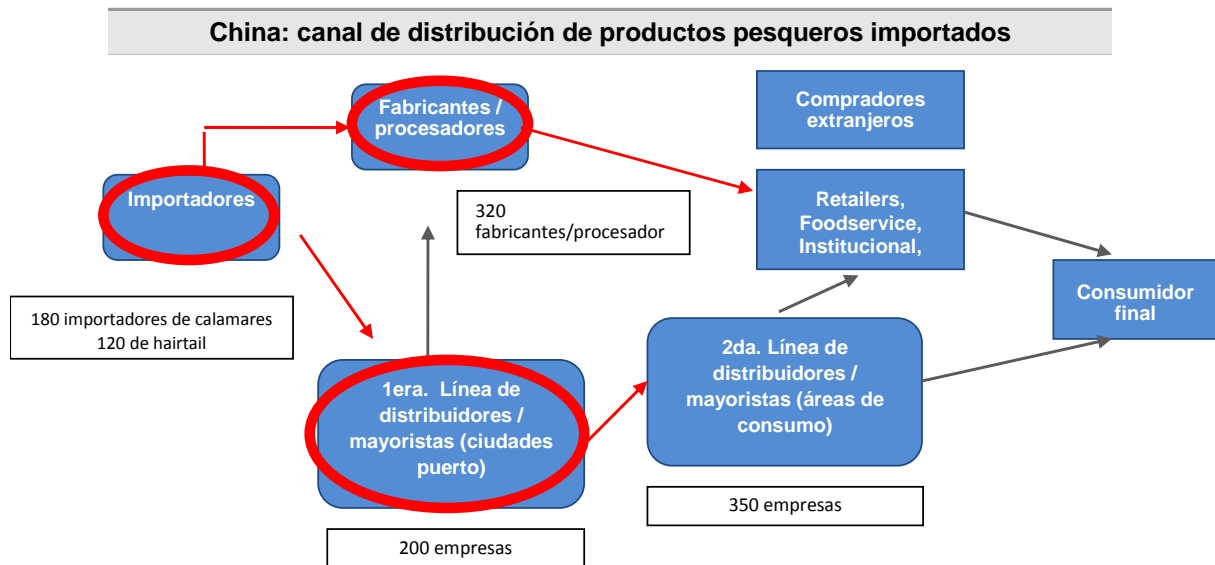 China: canal de distribución de productos pesqueros importados
Fabricantes /
procesadores
Compradores
extranjeros
Importadores
320
fabricantes/procesador
Retailers,
Foodservice,
Institucional,
180 importadores de calamares
120 de hairtail
Consumidor
final
1era. Línea de
distribuidores /
mayoristas (ciudades
puerto)
2da. Línea de
distribuidores /
mayoristas (áreas de
consumo)
350 empresas
200 empresas